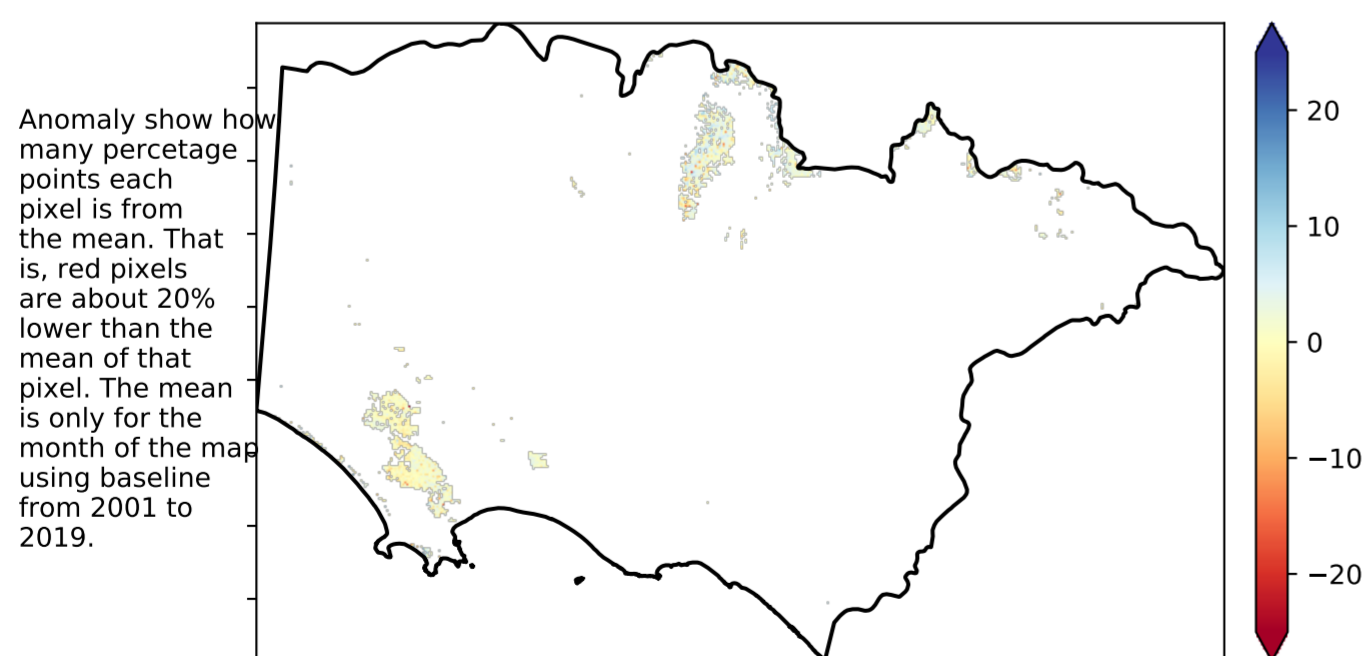 Anomaly show how
many percetage
points each
pixel is from
the mean. That
is, red pixels
are about 20%
lower than the
mean of that
pixel. The mean
is only for the
month of the map
using baseline
from 2001 to
2019.
20
10
0
−10
−20